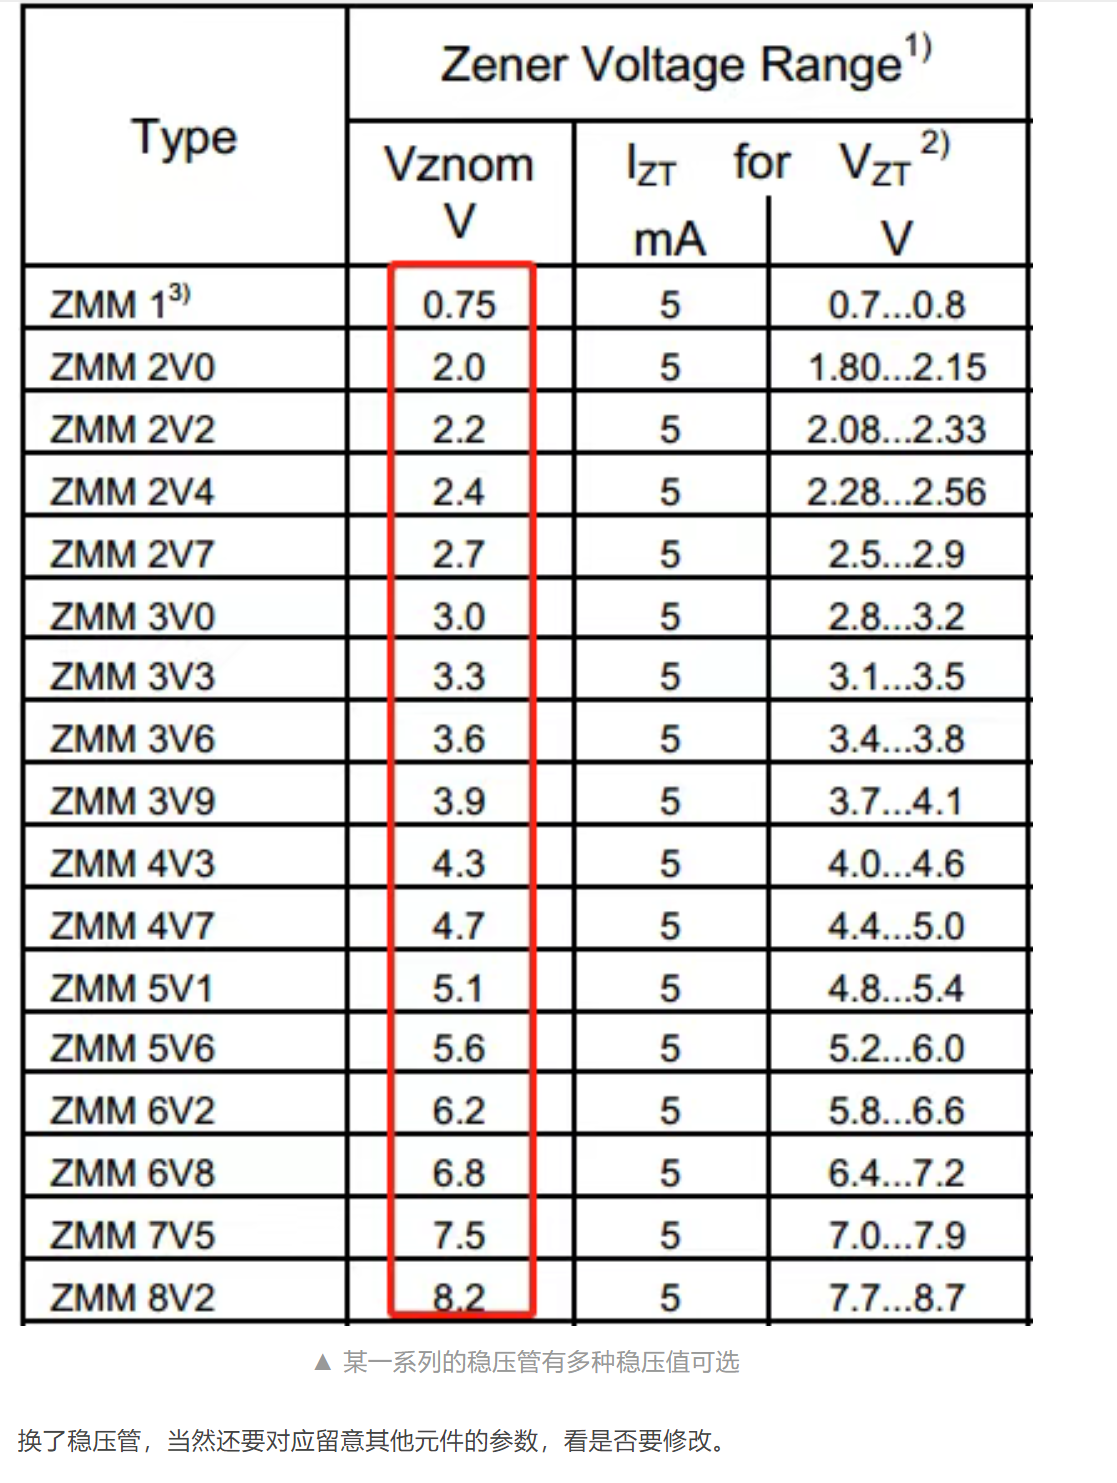 Type
Zener Voltage Range1)
Vznom
V
IZT for VZT 2)
mA V
ZMM 13) 0.75 5 0.7...0.8
ZMM 2V0 2.0 5 1.80...2.15
ZMM 2V2 2.2 5 2.08...2.33
ZMM 2V4 2.4 5 2.28...2.56
ZMM 2V7 2.7 5 2.5...2.9
ZMM 3V0 3.0 5 2.8...3.2
ZMM 3V3 3.3 5 3.1...3.5
ZMM 3V6 3.6 5 3.4...3.8
ZMM 3V9 3.9 5 3.7...4.1
ZMM 4V3 4.3 5 4.0...4.6
ZMM 4V7 4.7 5 4.4...5.0
ZMM 5V1 5.1 5 4.8...5.4
ZMM 5V6 5.6 5 5.2...6.0
ZMM 6V2 6.2 5 5.8...6.6
ZMM 6V8 6.8 5 6.4...7.2
ZMM 7V5 7.5 5 7.0...7.9
ZMM 8V2 8.2 5 7.7...8.7
▲ 某一系列的稳压管有多种稳压值可选
换了稳压管，当然还要对应留意其他元件的参数，看是否要修改。